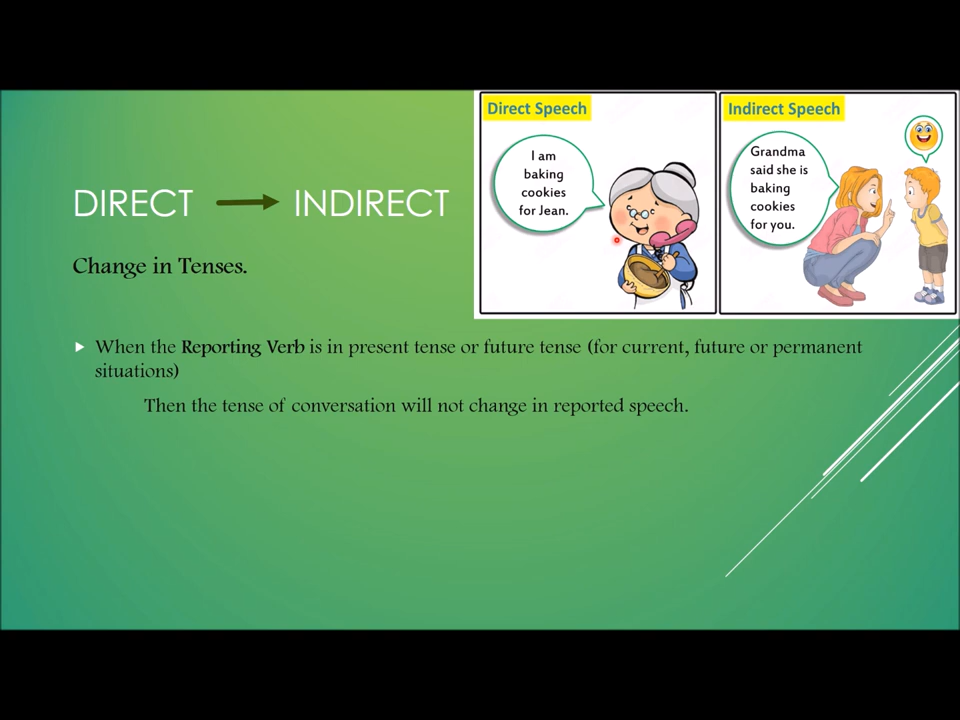 Direct Speech
I am
baking
cookies
for Jean.
Indirect Speech
Grandma
said she is
baking
cookies
for you.
DIRECT INDIRECT
Change in Tenses.
When the Reporting Verb is in present tense or future tense (for current, future or permanent
situations)
Then the tense of conversation will not change in reported speech.